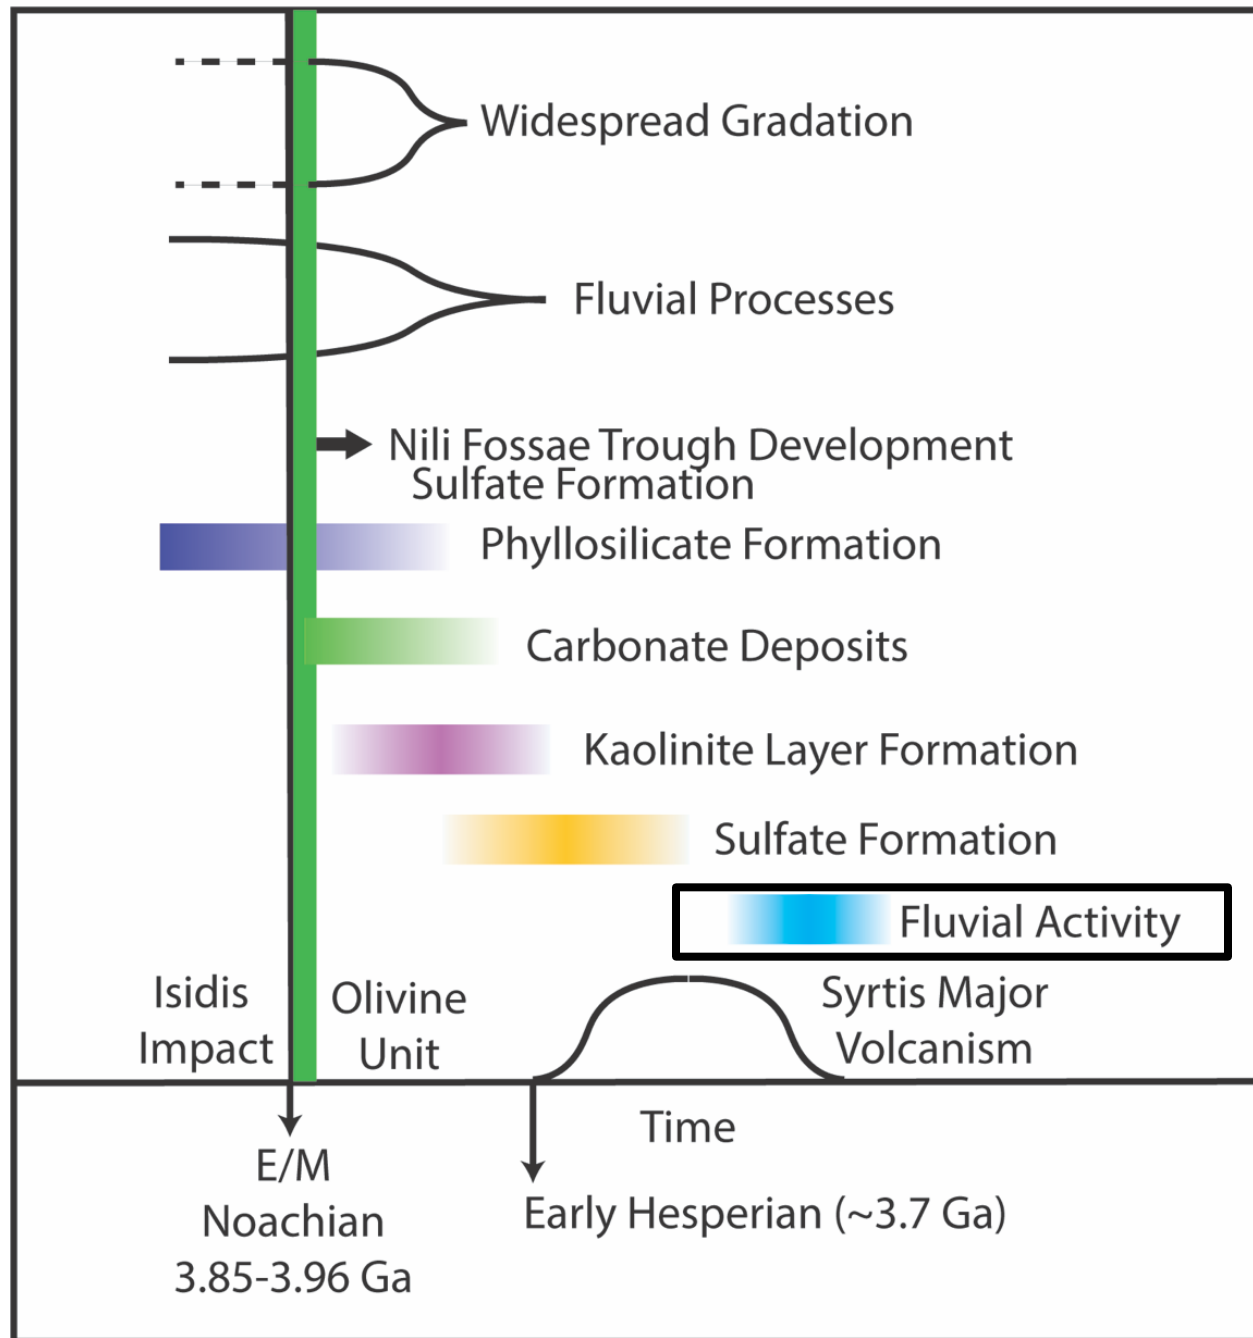 Widespread Gradation
Fluvial Processes
Nili Fossae Trough Development
Sulfate Formation
Phyllosilicate Formation
Carbonate Deposits
Kaolinite Layer Formation
Sulfate Formation
Fluvial Activity
Isidis
Impact
Olivine
Unit
Syrtis Major
Volcanism
Time
E/M
Noachian
3.85-3.96 Ga
Early Hesperian (~3.7 Ga)